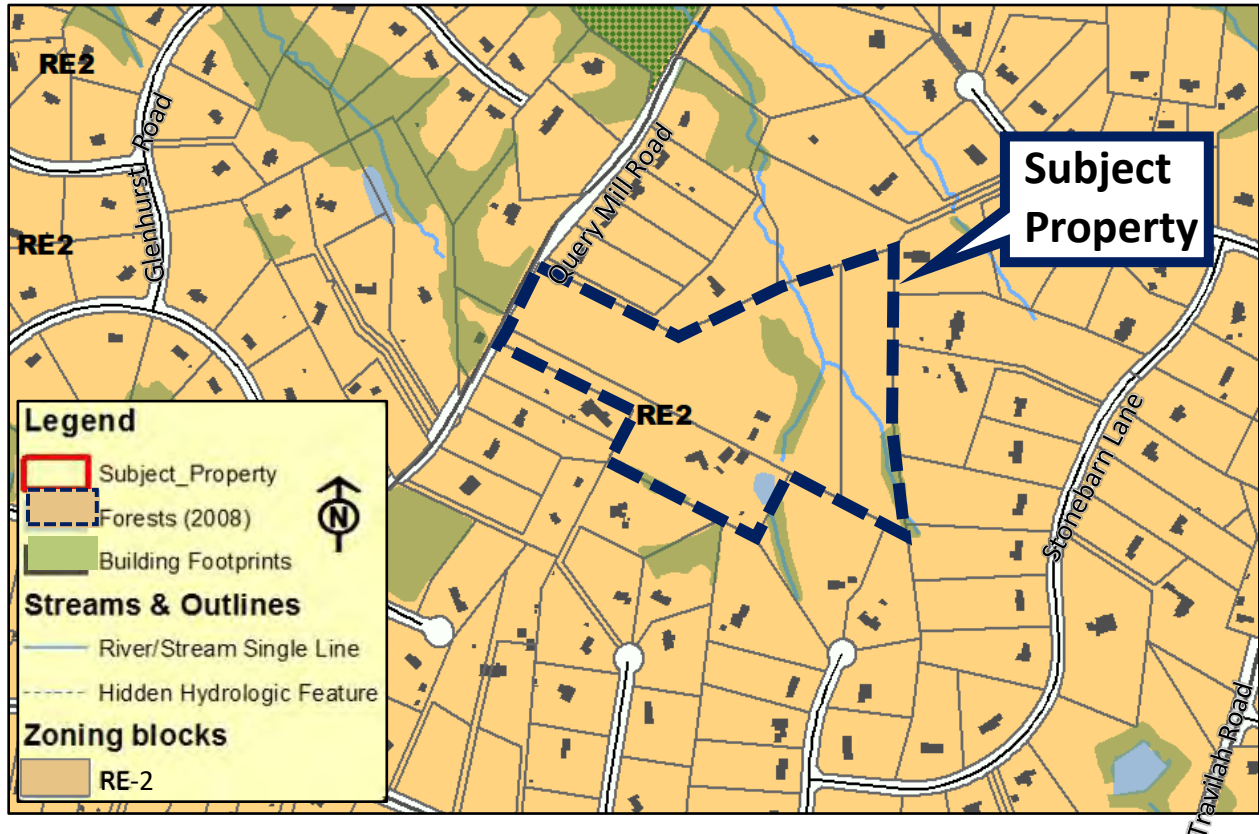 RE2
Glenhurst Road
Query Mill Road
Subject
Property
RE2
RE2
Legend
Subject_Property
Forests (2008)
Building Footprints
N
Streams & Outlines
River/Stream Single Line
Hidden Hydrologic Feature
Zoning blocks
RE-2
Stonebarn Lane
Travilah Road